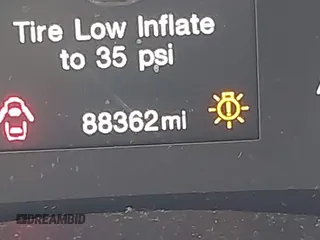 Tire Low Inflate
to 35 psi
88362mi
DREAMBID